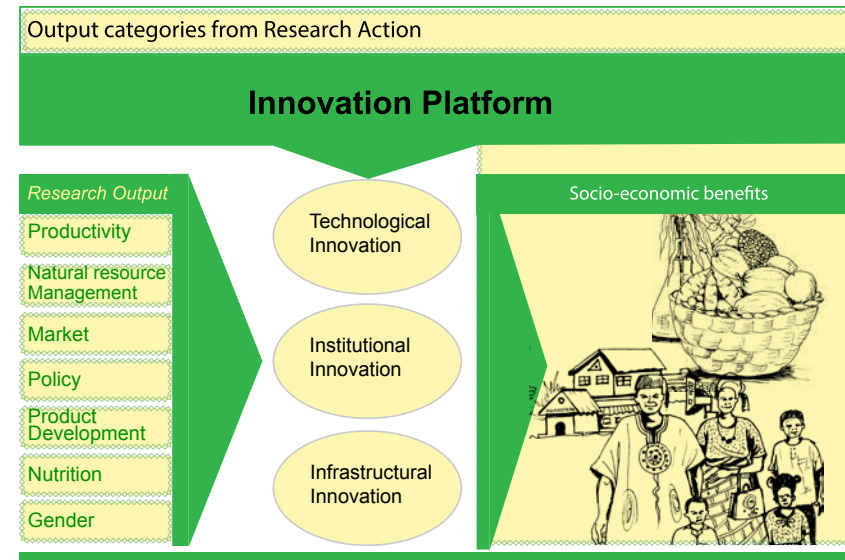 Output categories from Research Action
Innovation Platform
Research Output
Productivity
Natural resource
Management
Market
Policy
Product
Development
Nutrition
Gender
Technological
Innovation
Institutional
Innovation
Infrastructural
Innovation
Socio-economic benefits